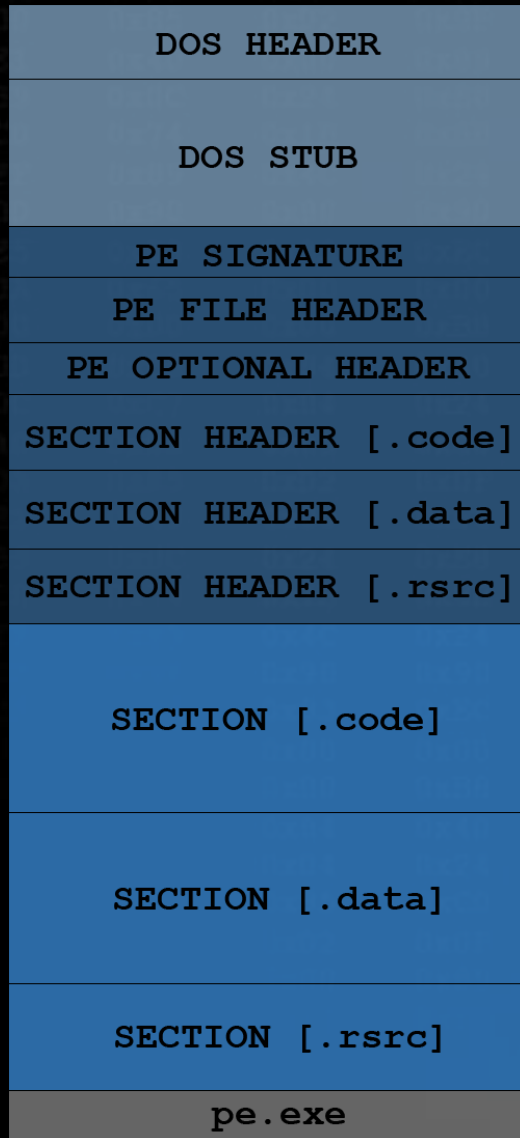 DOS HEADER
DOS STUB
PE SIGNATURE
PE FILE HEADER
PE OPTIONAL HEADER
SECTION HEADER [.code]
SECTION HEADER [.data]
SECTION HEADER [.rsrc]
SECTION [.code]
SECTION [.data]
SECTION [.rsrc]
pe.exe